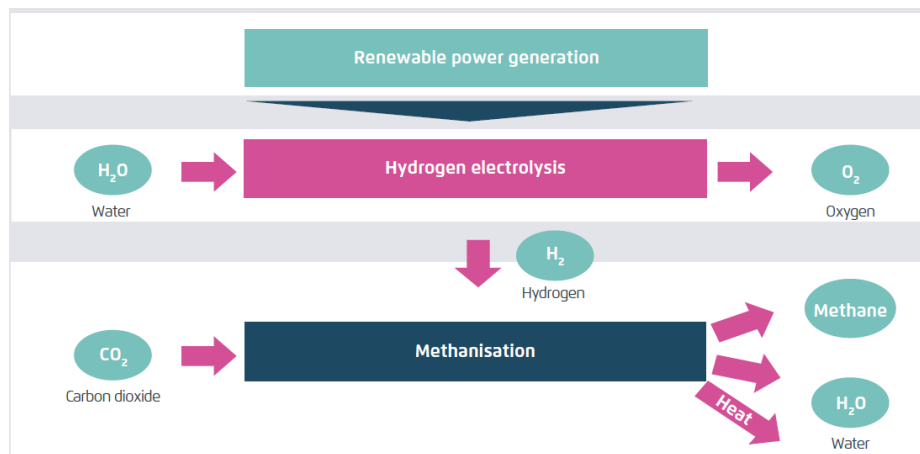 Renewable power generation
H₂O
Hydrogen electrolysis
O₂
Water
Oxygen
H₂
Hydrogen
Methane
CO₂
Methanisation
Carbon dioxide
Heat
H₂O
Water